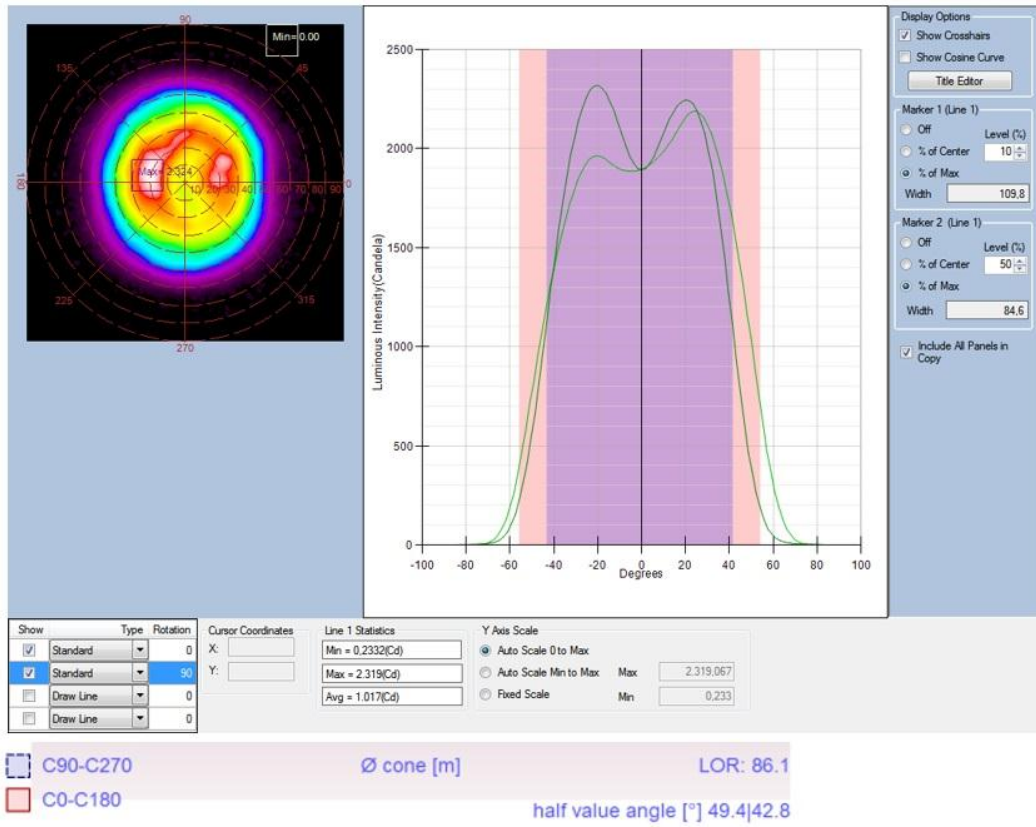 90
Min= 0.00
135
45
Max= 2.324
180
10 20 30 40 50 60 70 80 90 0
225
315
270
2500
2000
1500
1000
500
0
Luminous Intensity(Candela)
-100 -80 -60 -40 -20 0 20 40 60 80 100
Degrees
Display Options
Show Crosshairs
Show Cosine Curve
Title Editor
Marker 1 (Line 1)
Off
Level (%)
% of Center 10
% of Max
Width 109,8
Marker 2 (Line 1)
Off
Level (%)
% of Center 50
% of Max
Width 84,6
Include All Panels in
Copy
Show Type Rotation
Standard 0
Standard 90
Draw Line 0
Draw Line 0
Cursor Coordinates
X:
Y:
Line 1 Statistics
Min = 0,2332(Cd)
Max = 2.319(Cd)
Avg = 1.017(Cd)
Y Axis Scale
Auto Scale 0 to Max
Auto Scale Min to Max Max 2.319,067
Fixed Scale Min 0,233
C90-C270 Ø cone [m] LOR: 86.1
C0-C180
half value angle [°] 49.4|42.8